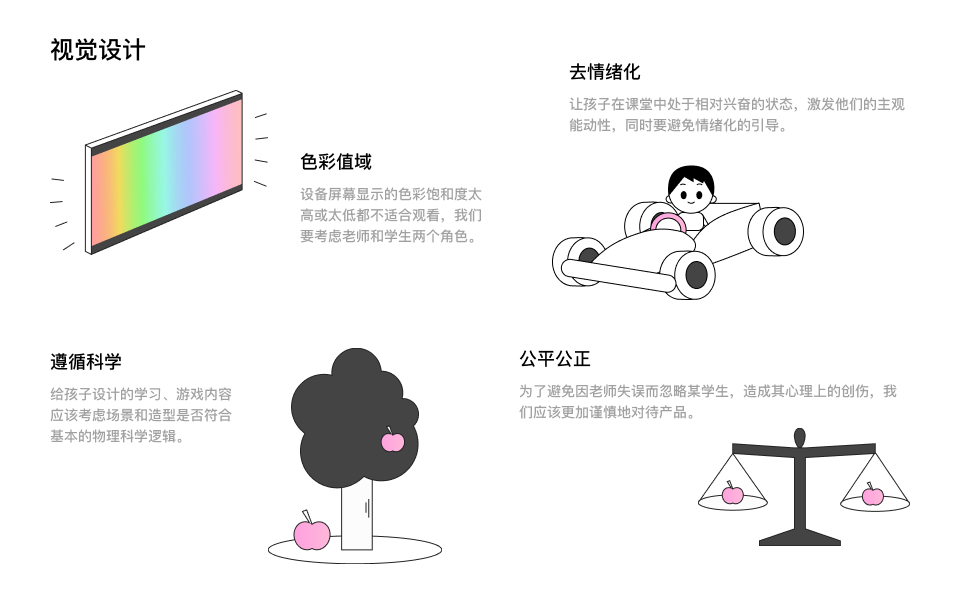 视觉设计
色彩值域
设备屏幕显示的色彩饱和度太
高或太低都不适合观看，我们
要考虑老师和学生两个角色。
去情绪化
让孩子在课堂中处于相对兴奋的状态，激发他们的主观
能动性，同时要避免情绪化的引导。
遵循科学
给孩子设计的学习、游戏内容
应该考虑场景和造型是否符合
基本的物理科学逻辑。
公平公正
为了避免因老师失误而忽略某学生，造成其心理上的创伤，我
们应该更加谨慎地对待产品。